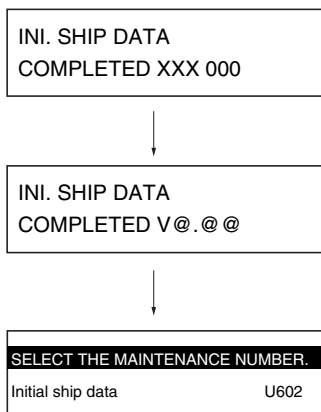 INI. SHIP DATA
COMPLETED XXX 000
INI. SHIP DATA
COMPLETED V@.@@
SELECT THE MAINTENANCE NUMBER.
Initial ship data U602